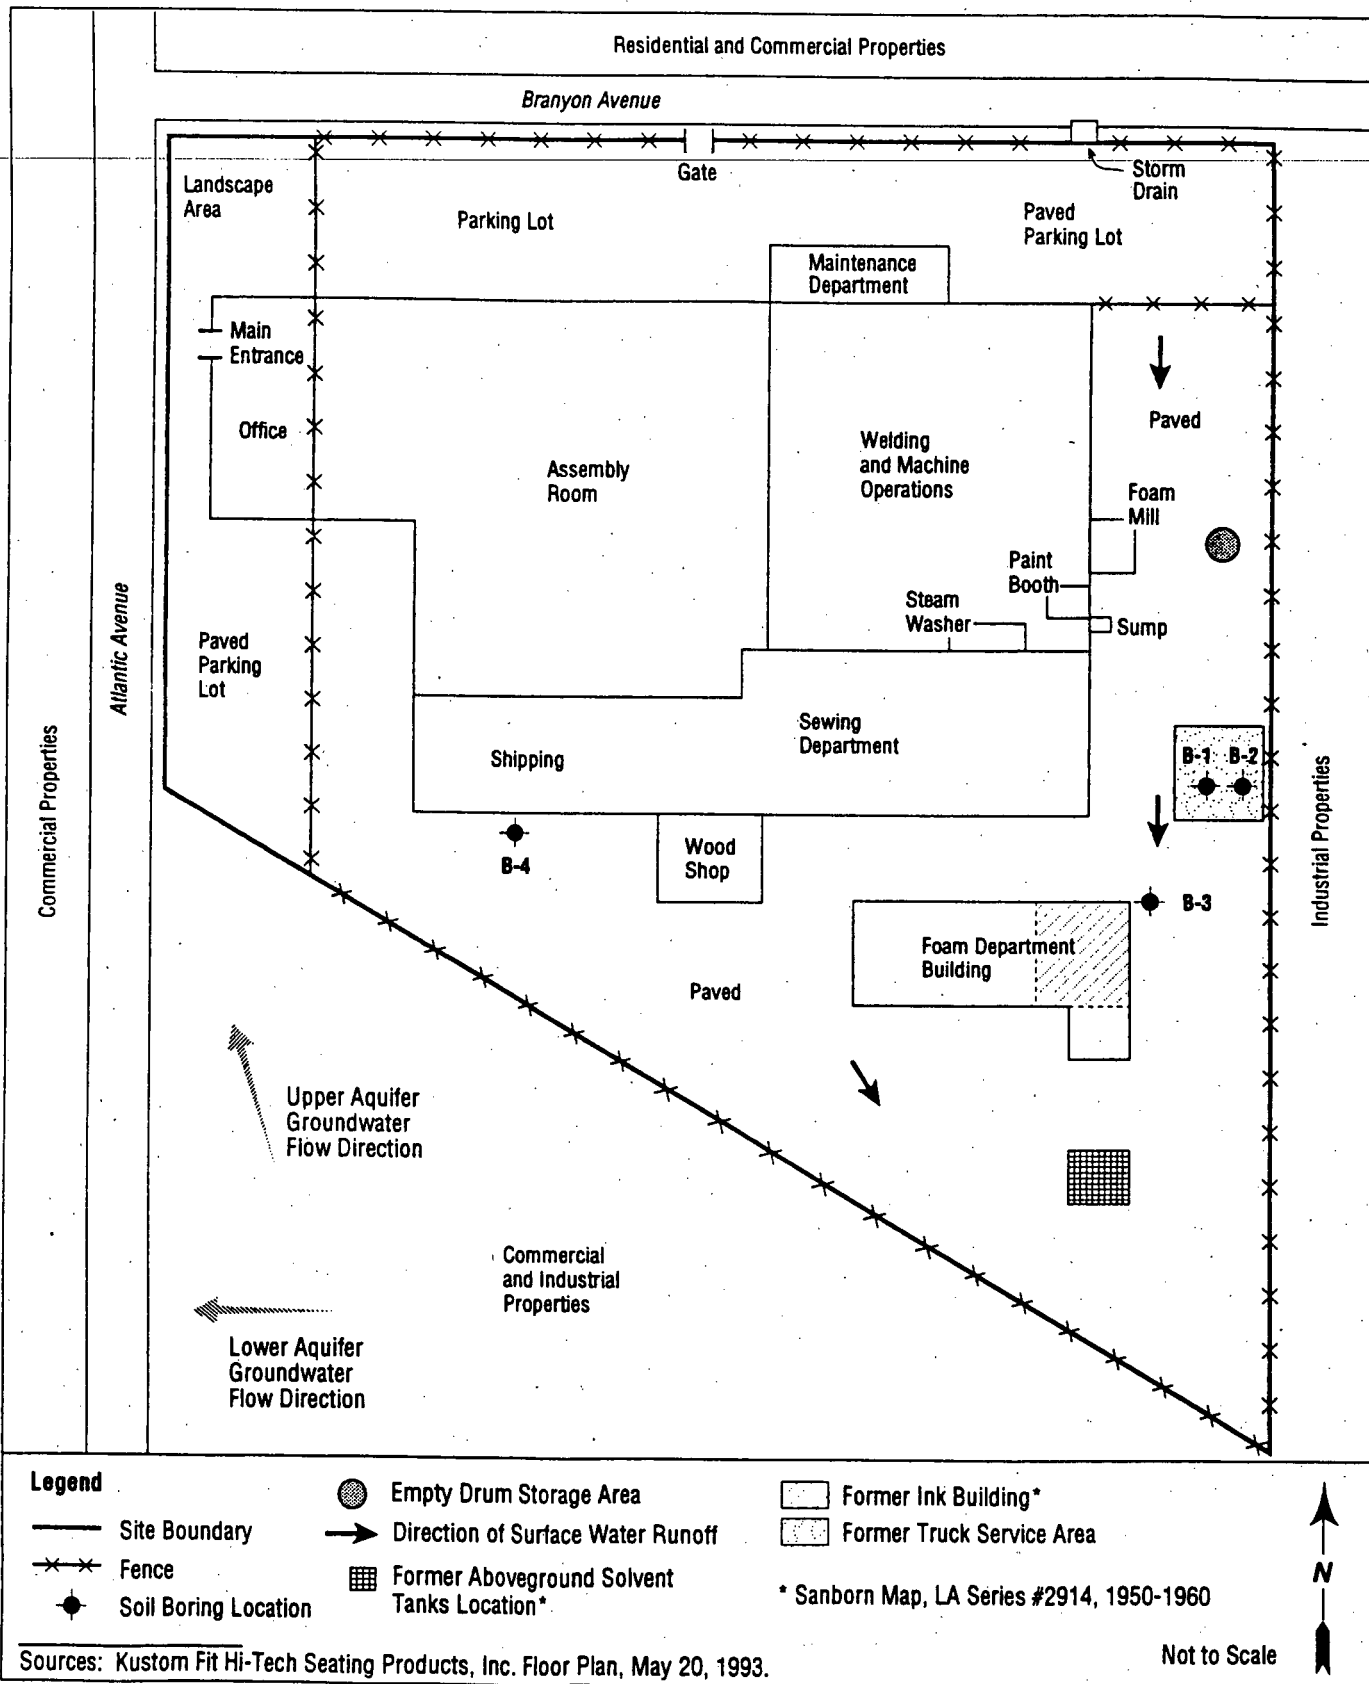 Residential and Commercial Properties
Branyon Avenue
Gate
Storm
Drain
Landscape
Area
Parking Lot
Paved
Parking Lot
Maintenance
Department
Main
Entrance
Office
Assembly
Room
Welding
and Machine
Operations
Paved
Foam
Mill
Paint
Booth
Steam
Washer
Sump
Atlantic Avenue
Paved
Parking
Lot
Sewing
Department
Shipping
B-1 B-2
Commercial Properties
Industrial Properties
B-4
Wood
Shop
B-3
Foam Department
Building
Paved
Upper Aquifer
Groundwater
Flow Direction
Commercial
and Industrial
Properties
Lower Aquifer
Groundwater
Flow Direction
Legend
Site Boundary
Fence
Soil Boring Location
Empty Drum Storage Area
Direction of Surface Water Runoff
Former Aboveground Solvent
Tanks Location*
Former Ink Building*
Former Truck Service Area
* Sanborn Map, LA Series #2914, 1950-1960
N
Not to Scale
Sources: Kustom Fit Hi-Tech Seating Products, Inc. Floor Plan, May 20, 1993.